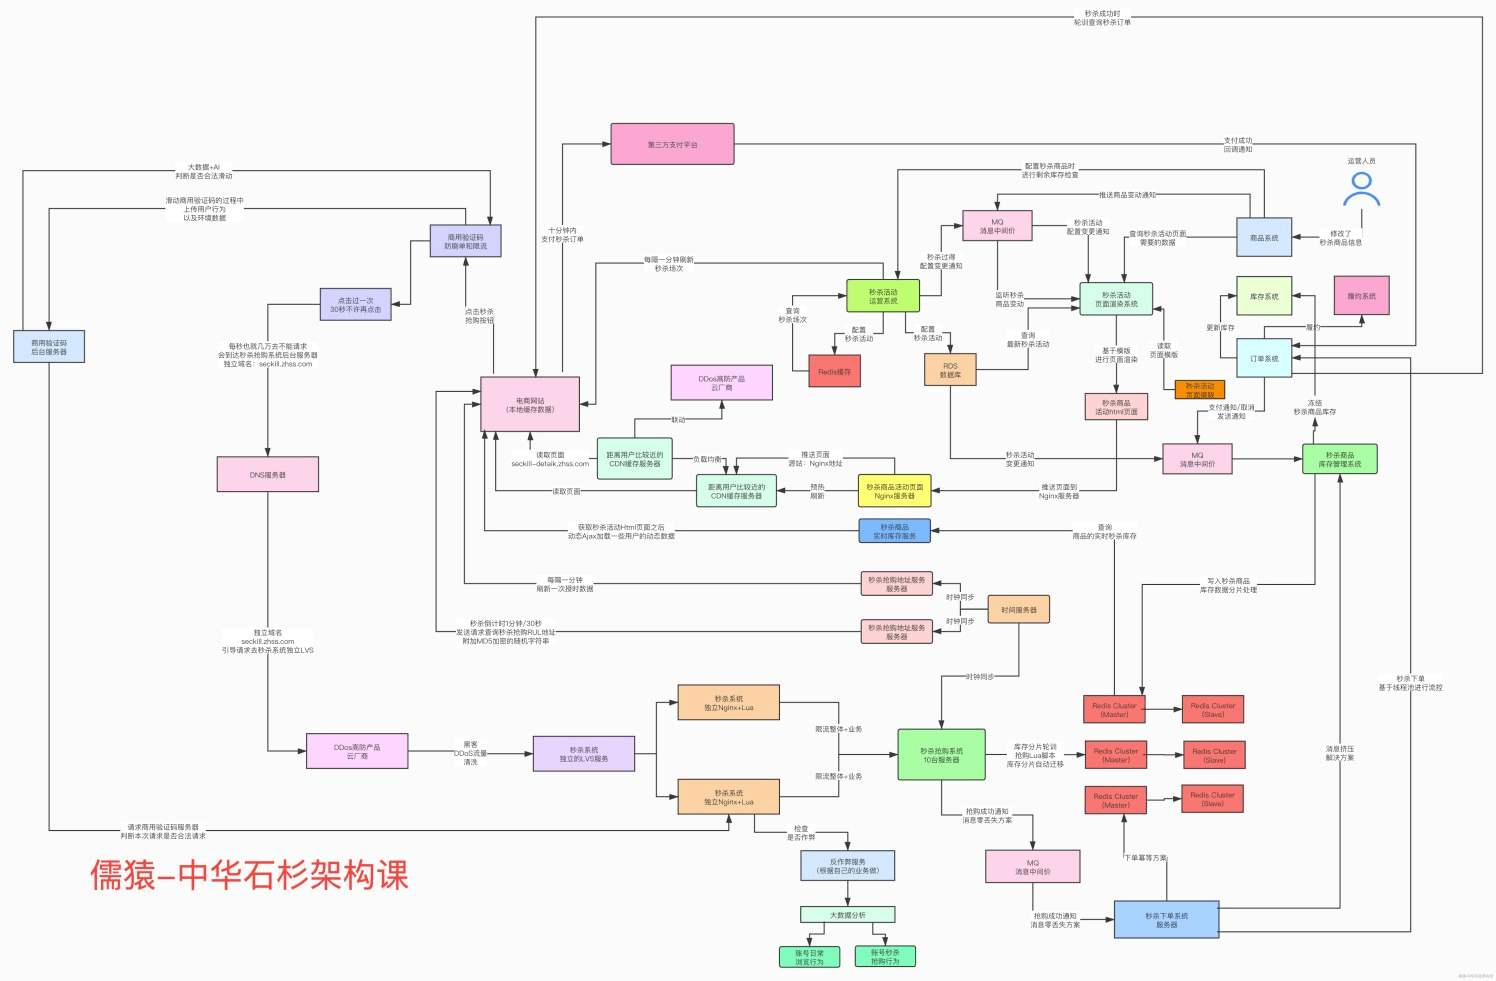 秒杀成功时
轮训查询秒杀订单
第三方支付平台
支付成功
回调通知
运营人员
大数据+AI
判断是否合法滑动
配置秒杀商品时
进行剩余库存检查
推送商品变动通知
滑动商用验证码的过程中
上传用户行为
以及环境数据
商用验证码
防刷单和限流
十分钟内
支付秒杀订单
MQ
消息中间价
秒杀活动
配置变更通知
查询秒杀活动页面
需要的数据
商品系统
修改了
秒杀商品信息
每隔一分钟刷新
秒杀场次
秒杀过得
配置变更通知
点击过一次
30秒不许再点击
点击秒杀
抢购按钮
查询
秒杀场次
秒杀活动
运营系统
监听秒杀
商品变动
秒杀活动
页面渲染系统
库存系统
履约系统
商用验证码
后台服务器
每秒也就几万去不能请求
会到达秒杀抢购系统后台服务器
独立域名：seckill.zhss.com
配置
秒杀活动
配置
秒杀活动
查询
最新秒杀活动
基于模版
进行页面渲染
读取
页面模版
更新库存
履约
订单系统
Redis缓存
RDS
数据库
秒杀活动
页面模版
电商网站
（本地缓存数据）
DDos高防产品
云厂商
秒杀商品
活动html页面
支付通知/取消
发送通知
冻结
秒杀商品库存
联动
读取页面
seckill-detaik.zhss.com
距离用户比较近的
CDN缓存服务器
负载均衡
推送页面
源站：Nginx地址
秒杀活动
变更通知
MQ
消息中间价
秒杀商品
库存管理系统
DNS服务器
读取页面
距离用户比较近的
CDN缓存服务器
预热
刷新
秒杀商品活动页面
Nginx服务器
推送页面到
Nginx服务器
获取秒杀活动Html页面之后
动态Ajax加载一些用户的动态数据
秒杀商品
实时库存服务
查询
商品的实时秒杀库存
每隔一分钟
刷新一次授时数据
秒杀抢购地址服务
服务器
时钟同步
写入秒杀商品
库存数据分片处理
时间服务器
秒杀倒计时1分钟/30秒
发送请求查询秒杀抢购RUL地址
附加MD5加密的随机字符串
秒杀抢购地址服务
服务器
时钟同步
独立域名
seckill.zhss.com
引导请求去秒杀系统独立LVS
时钟同步
秒杀下单
基于线程池进行流控
秒杀系统
独立Nginx+Lua
Redis Cluster
(Master)
Redis Cluster
(Slave)
限流整体+业务
DDos高防产品
云厂商
黑客
DDoS流量
清洗
秒杀系统
独立的LVS服务
秒杀抢购系统
10台服务器
库存分片轮训
抢购Lua脚本
库存分片自动迁移
Redis Cluster
(Master)
Redis Cluster
(Slave)
消息挤压
解决方案
限流整体+业务
秒杀系统
独立Nginx+Lua
Redis Cluster
(Master)
Redis Cluster
(Slave)
请求商用验证码服务器
判断本次请求是否合法请求
检查
是否作弊
抢购成功通知
消息零丢失方案
儒猿-中华石杉架构课
反作弊服务
（根据自己的业务做）
MQ
消息中间价
下单幂等方案
大数据分析
抢购成功通知
消息零丢失方案
秒杀下单系统
服务器
账号日常
浏览行为
账号秒杀
抢购行为